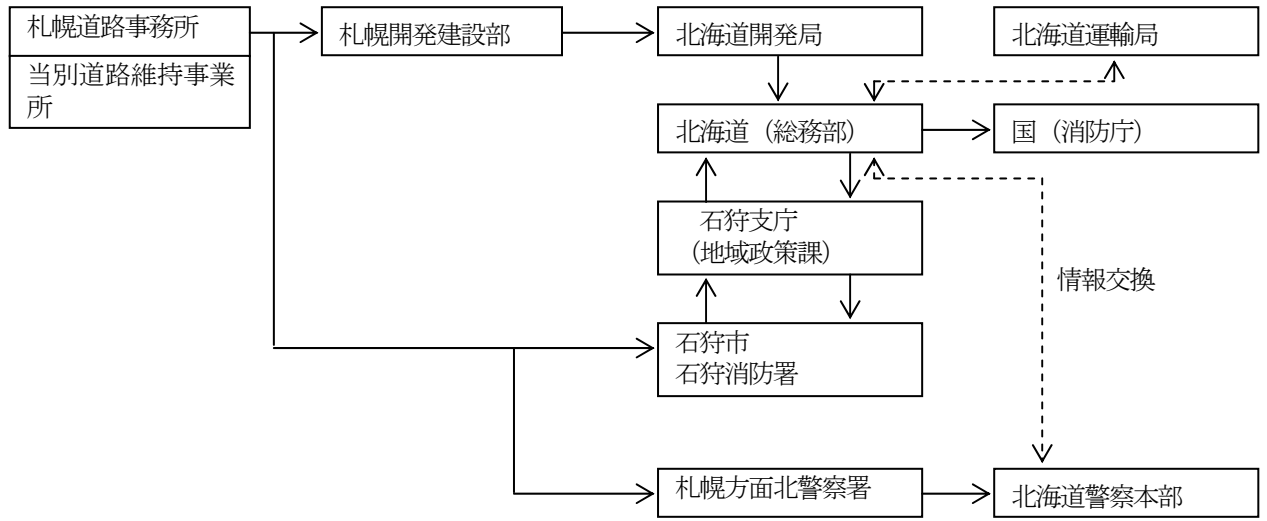 札幌道路事務所
当別道路維持事業
所
札幌開発建設部
北海道開発局
北海道運輸局
北海道（総務部）
国（消防庁）
石狩支庁
（地域政策課）
情報交換
石狩市
石狩消防署
札幌方面北警察署
北海道警察本部